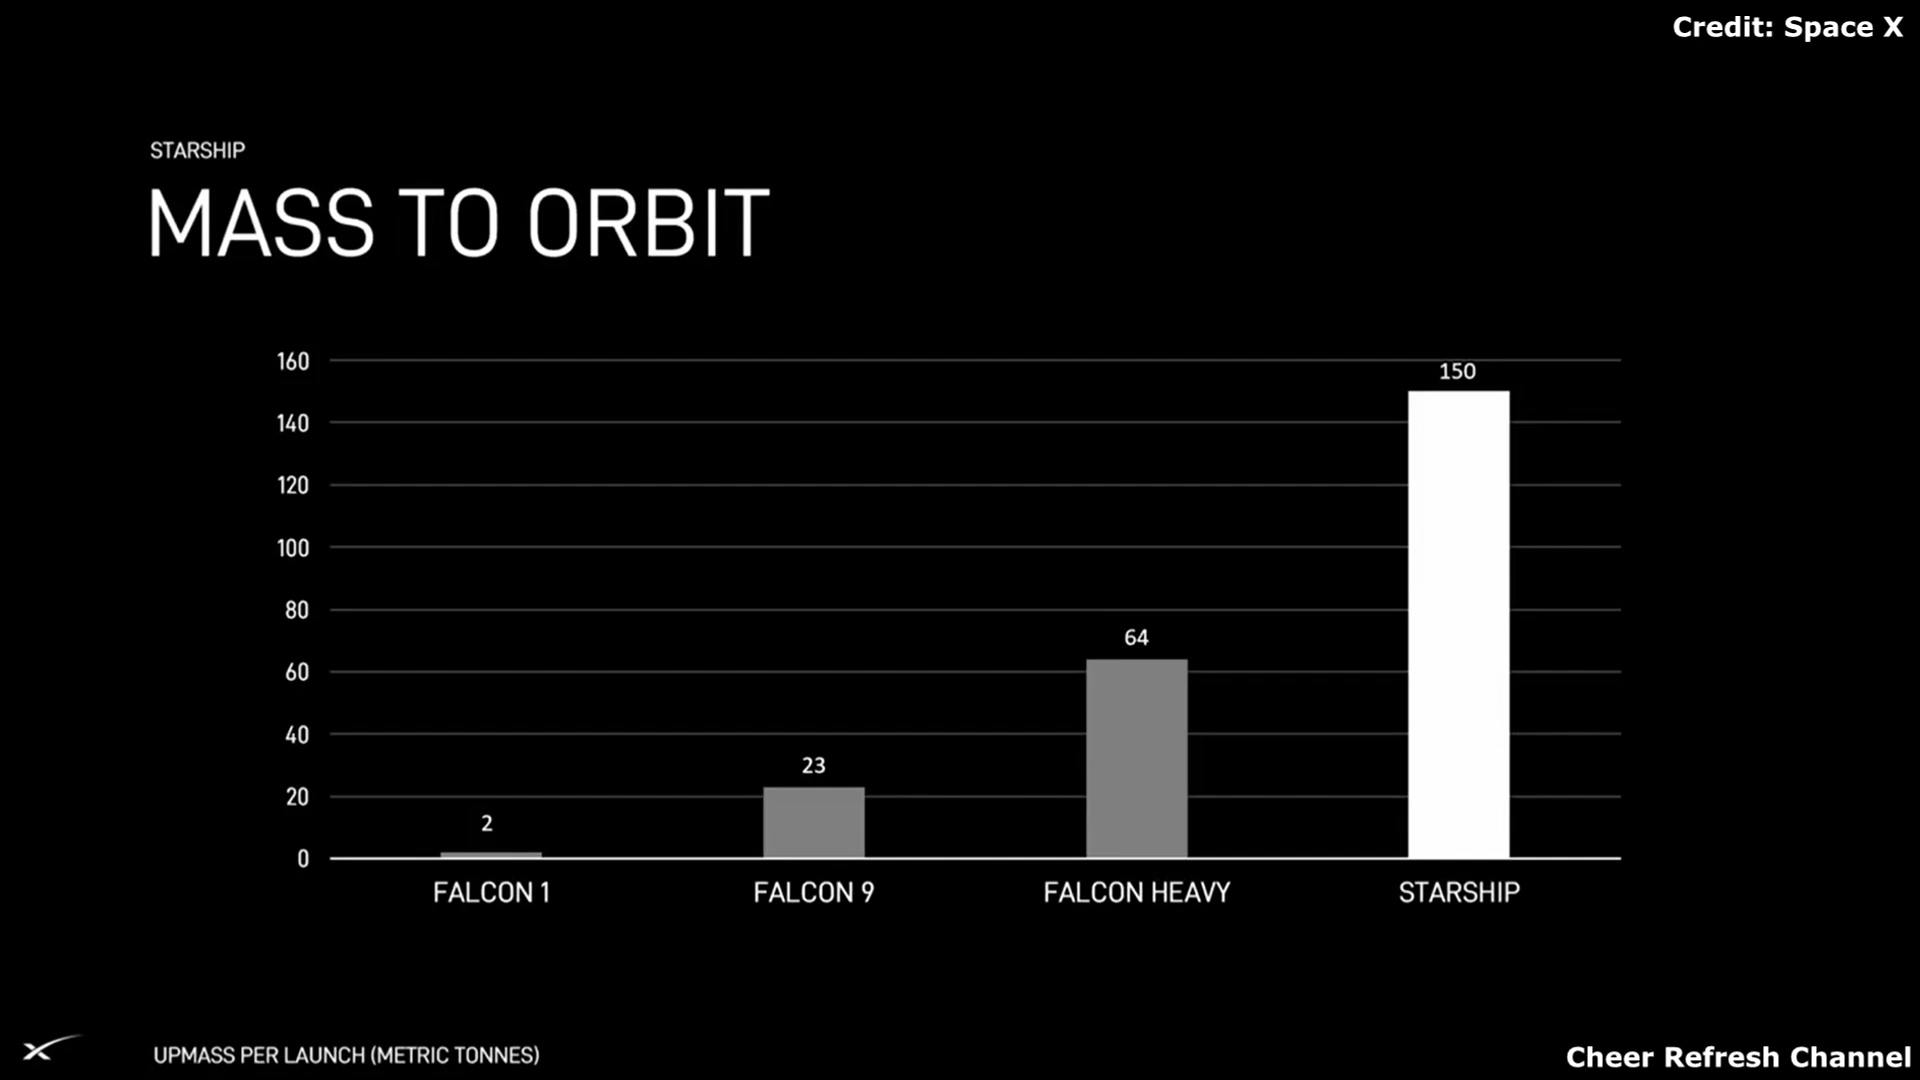 Credit: Space X
STARSHIP
MASS TO ORBIT
160
150
140
120
100
80
64
60
40
23
20
2
0
FALCON 1 FALCON 9 FALCON HEAVY STARSHIP
UPMASS PER LAUNCH (METRIC TONNES)
Cheer Refresh Channel